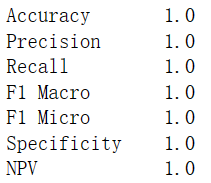 Accuracy 1.0
Precision 1.0
Recall 1.0
F1 Macro 1.0
F1 Micro 1.0
Specificity 1.0
NPV 1.0